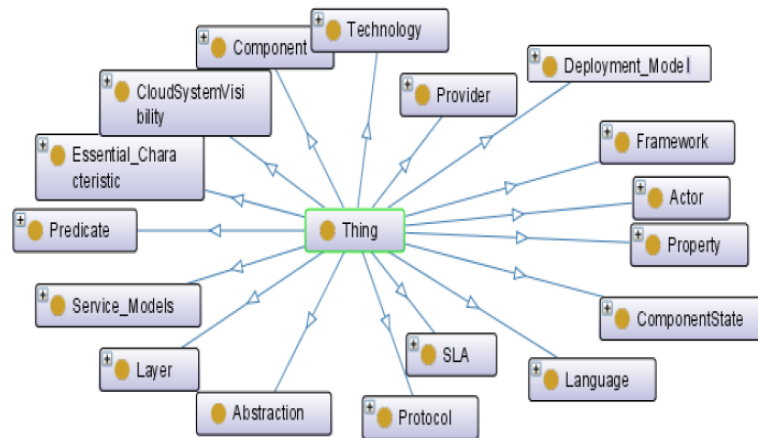 Technology
Component
Deployment_Model
CloudSystemVisi
bility
Provider
Essential_Chara
cteristic
Framework
Actor
Predicate
Thing
Property
Service_Models
ComponentState
SLA
Layer
Language
Abstraction
Protocol